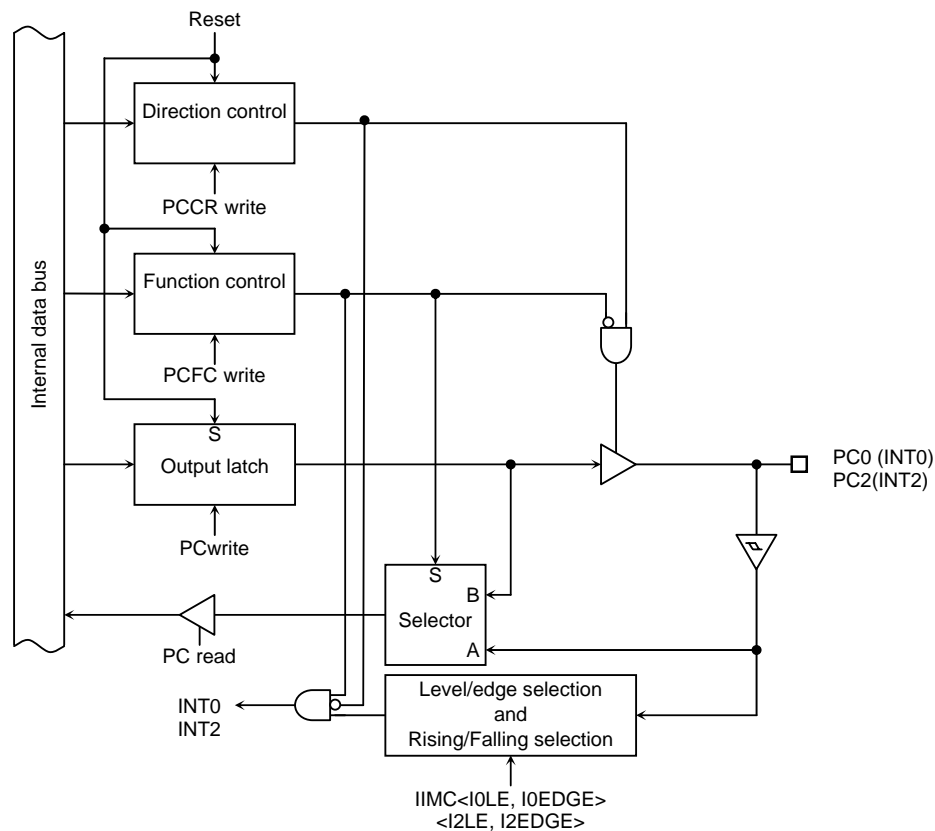 Reset
Direction control
PCCR write
Internal data bus
Function control
PCFC write
S
Output latch
PC0 (INT0)
PC2(INT2)
PCwrite
S
B
Selector
A
PC read
INT0
INT2
Level/edge selection
and
Rising/Falling selection
IIMC<I0LE, I0EDGE>
<I2LE, I2EDGE>